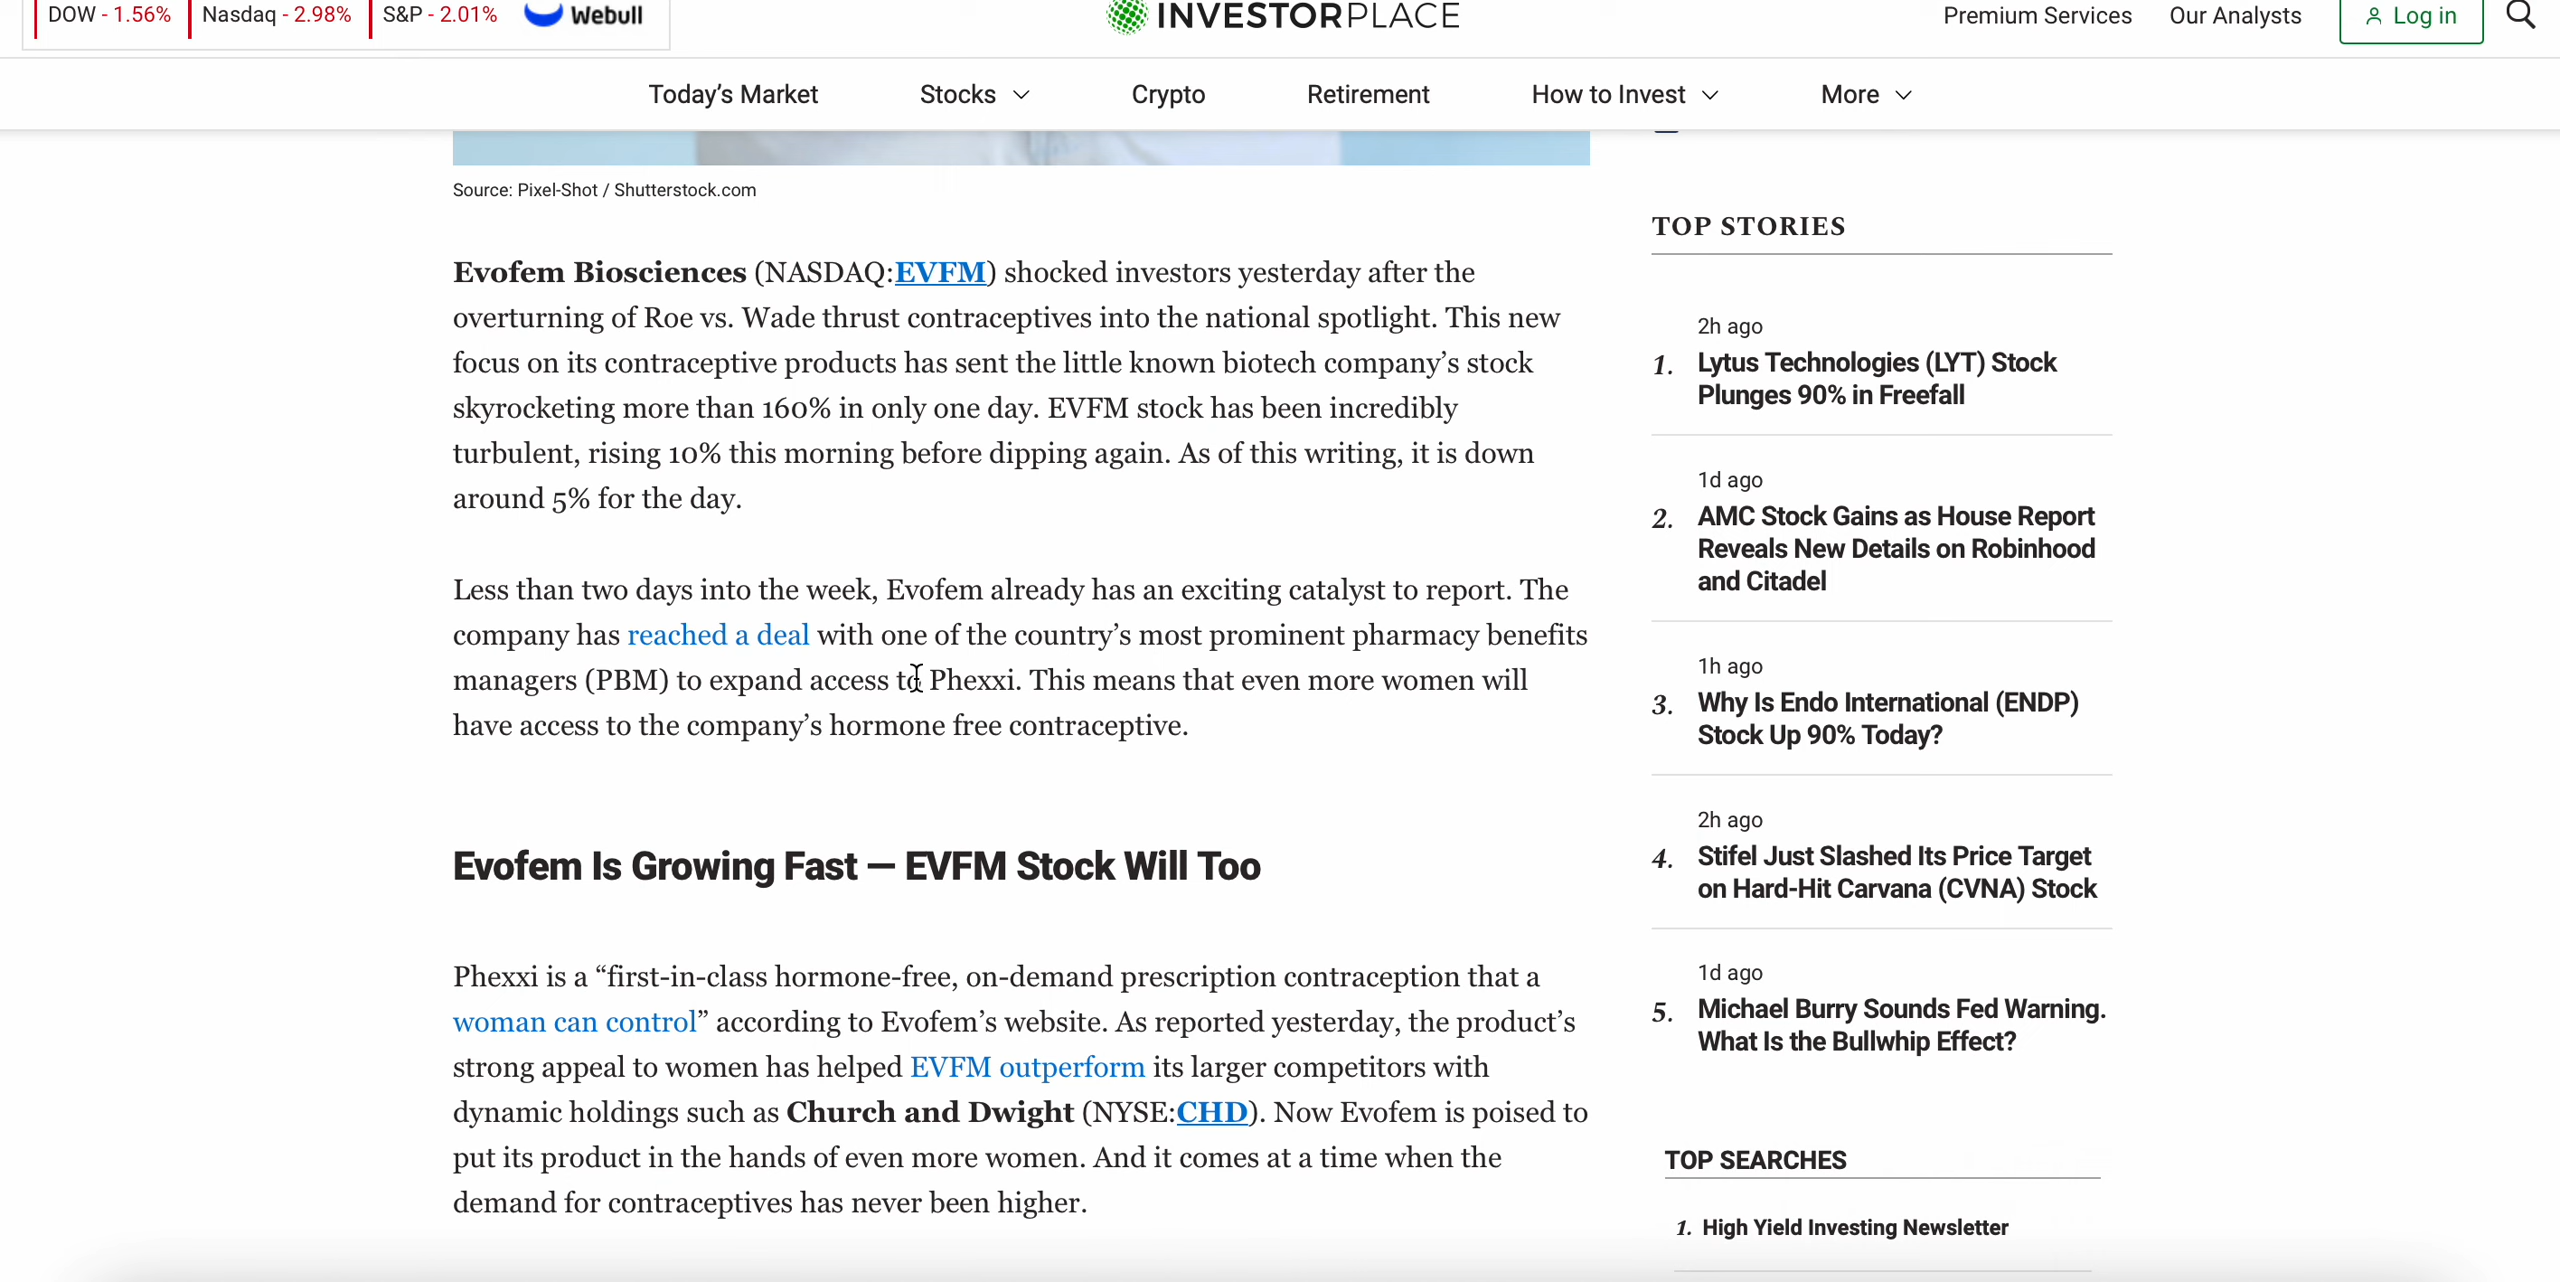 DOW - 1.56% Nasdaq - 2.98% S&P - 2.01% Webull
INVESTORPLACE
Premium Services Our Analysts Log in
Today’s Market Stocks Crypto Retirement How to Invest More
Source: Pixel-Shot / Shutterstock.com
Evofem Biosciences (NASDAQ:EVFM) shocked investors yesterday after the
overturning of Roe vs. Wade thrust contraceptives into the national spotlight. This new
focus on its contraceptive products has sent the little known biotech company’s stock
skyrocketing more than 160% in only one day. EVFM stock has been incredibly
turbulent, rising 10% this morning before dipping again. As of this writing, it is down
around 5% for the day.
Less than two days into the week, Evofem already has an exciting catalyst to report. The
company has reached a deal with one of the country’s most prominent pharmacy benefits
managers (PBM) to expand access to Phexxi. This means that even more women will
have access to the company’s hormone free contraceptive.
Evofem Is Growing Fast — EVFM Stock Will Too
Phexxi is a “first-in-class hormone-free, on-demand prescription contraception that a
woman can control” according to Evofem’s website. As reported yesterday, the product’s
strong appeal to women has helped EVFM outperform its larger competitors with
dynamic holdings such as Church and Dwight (NYSE:CHD). Now Evofem is poised to
put its product in the hands of even more women. And it comes at a time when the
demand for contraceptives has never been higher.
TOP STORIES
2h ago
1. Lytus Technologies (LYT) Stock
Plunges 90% in Freefall
1d ago
2. AMC Stock Gains as House Report
Reveals New Details on Robinhood
and Citadel
1h ago
3. Why Is Endo International (ENDP)
Stock Up 90% Today?
2h ago
4. Stifel Just Slashed Its Price Target
on Hard-Hit Carvana (CVNA) Stock
1d ago
5. Michael Burry Sounds Fed Warning.
What Is the Bullwhip Effect?
TOP SEARCHES
1. High Yield Investing Newsletter